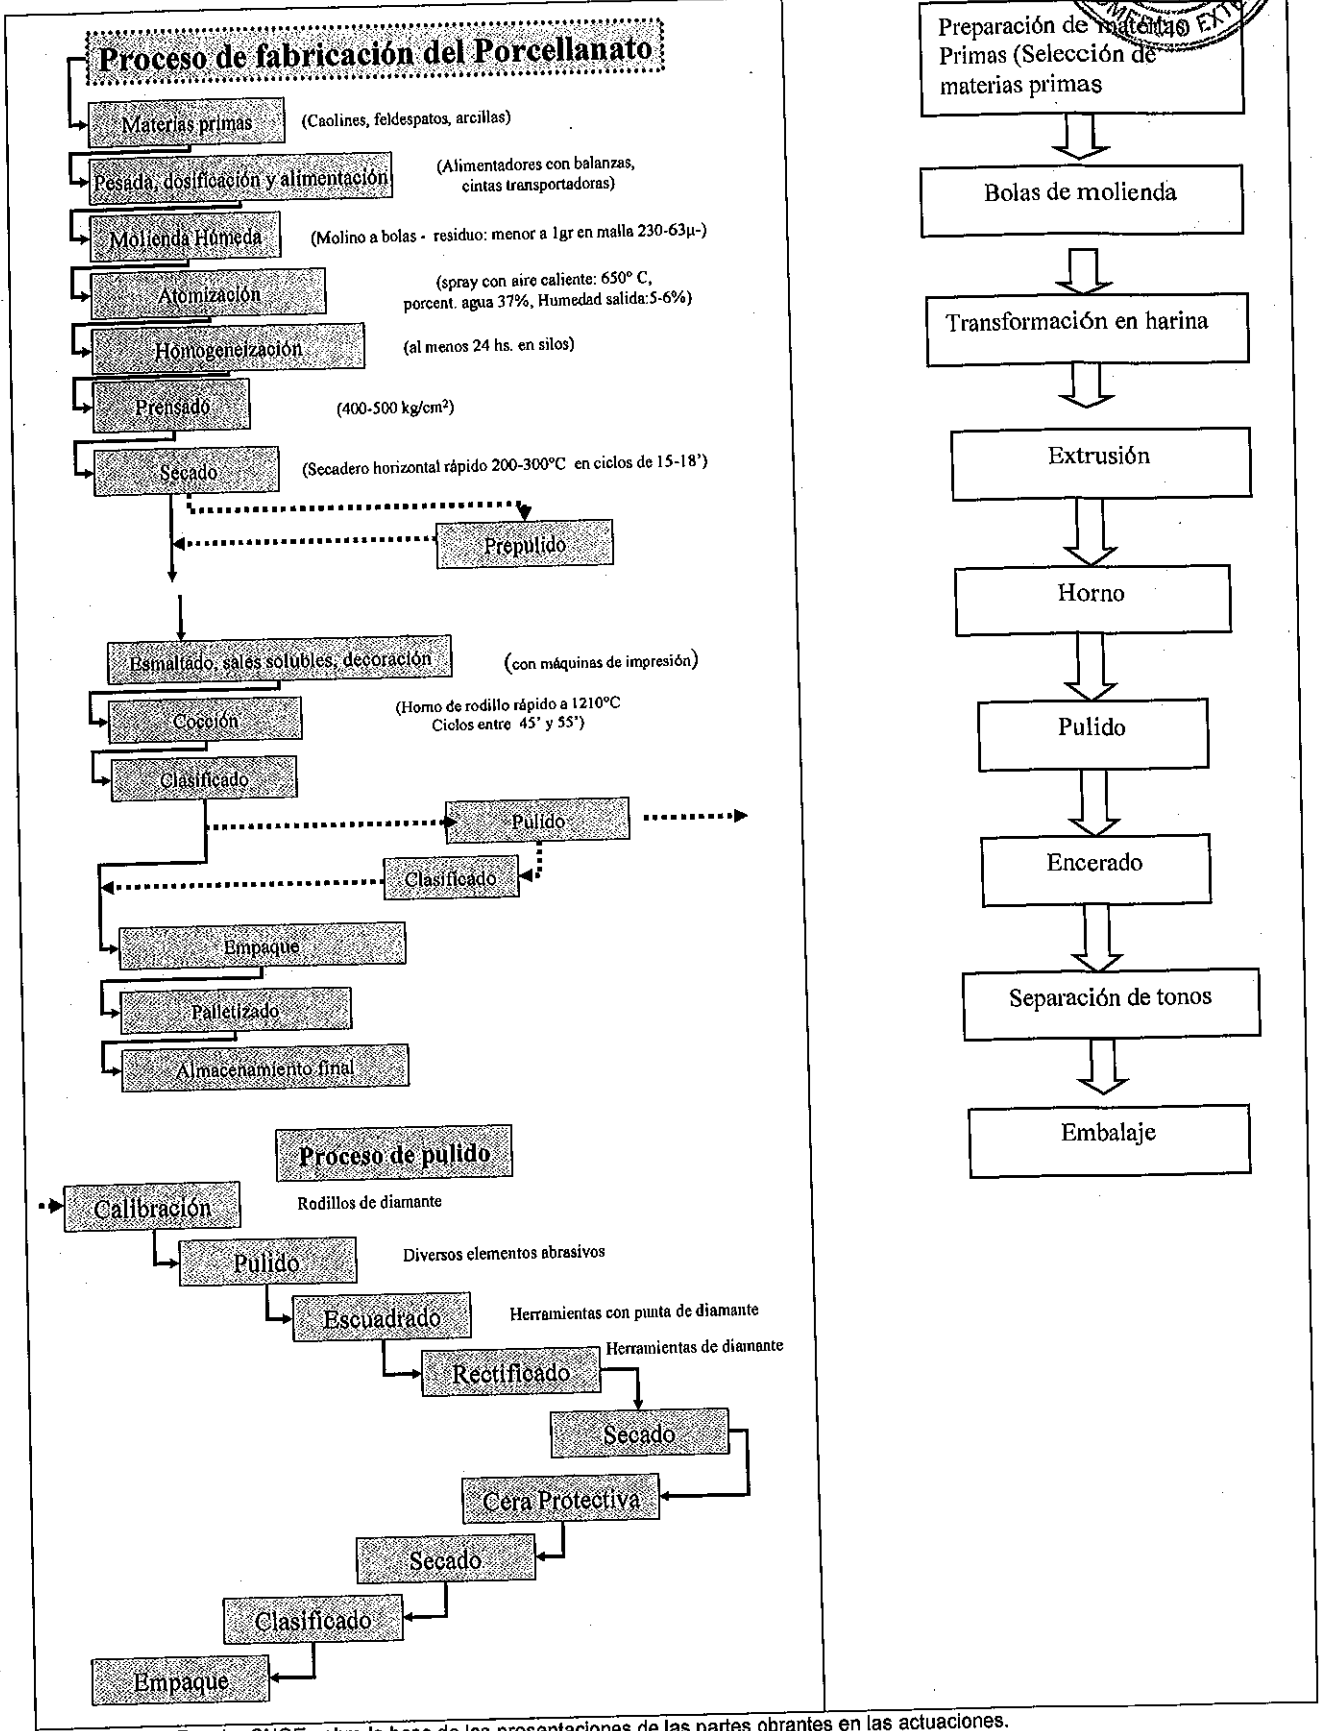 Proceso de fabricación del Porcellanato
Materias primas
(Caolines, feldespatos, arcillas)
Pesada, dosificación y alimentación
(Alimentadores con balanzas,
cintas transportadoras)
Molienda Húmeda
(Molino a bolas - residuo: menor a 1gr en malla 230-63µ-)
Atomización
(spray con aire caliente: 650° C,
porcent. agua 37%, Humedad salida:5-6%)
Homogeneización
(al menos 24 hs. en silos)
Prensado
(400-500 kg/cm²)
Secado
(Secadero horizontal rápido 200-300°C en ciclos de 15-18')
Prepulido
Esmaltado, sales solubles, decoración
(con máquinas de impresión)
Cocción
(Horno de rodillo rápido a 1210°C
Ciclos entre 45' y 55')
Clasificado
Pulido
Clasificado
Empaque
Palletizado
Almacenamiento final
Proceso de pulido
Calibración
Rodillos de diamante
Pulido
Diversos elementos abrasivos
Escuadrado
Herramientas con punta de diamante
Rectificado
Herramientas de diamante
Secado
Cera Protectiva
Secado
Clasificado
Empaque
Preparación de materias
Primas (Selección de
materias primas
Bolas de molienda
Transformación en harina
Extrusión
Horno
Pulido
Encerado
Separación de tonos
Embalaje
sobre la base de las presentaciones de las partes obrantes en las actuaciones.